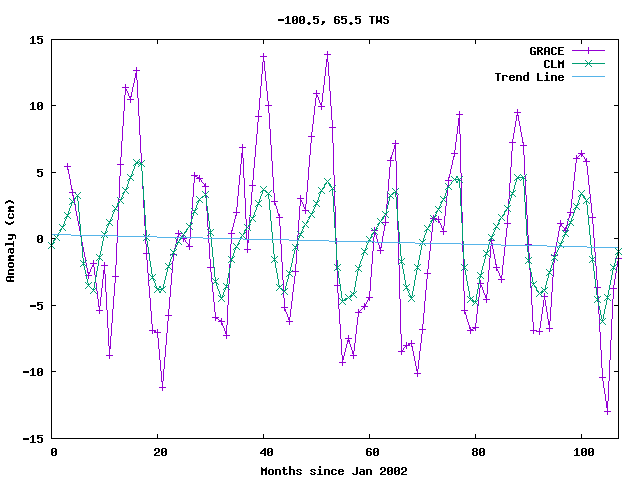 -100.5, 65.5 TWS
GRACE
CLM
Trend Line
15
10
5
0
-5
-10
-15
Anomaly (cm)
0 20 40 60 80 100
Months since Jan 2002